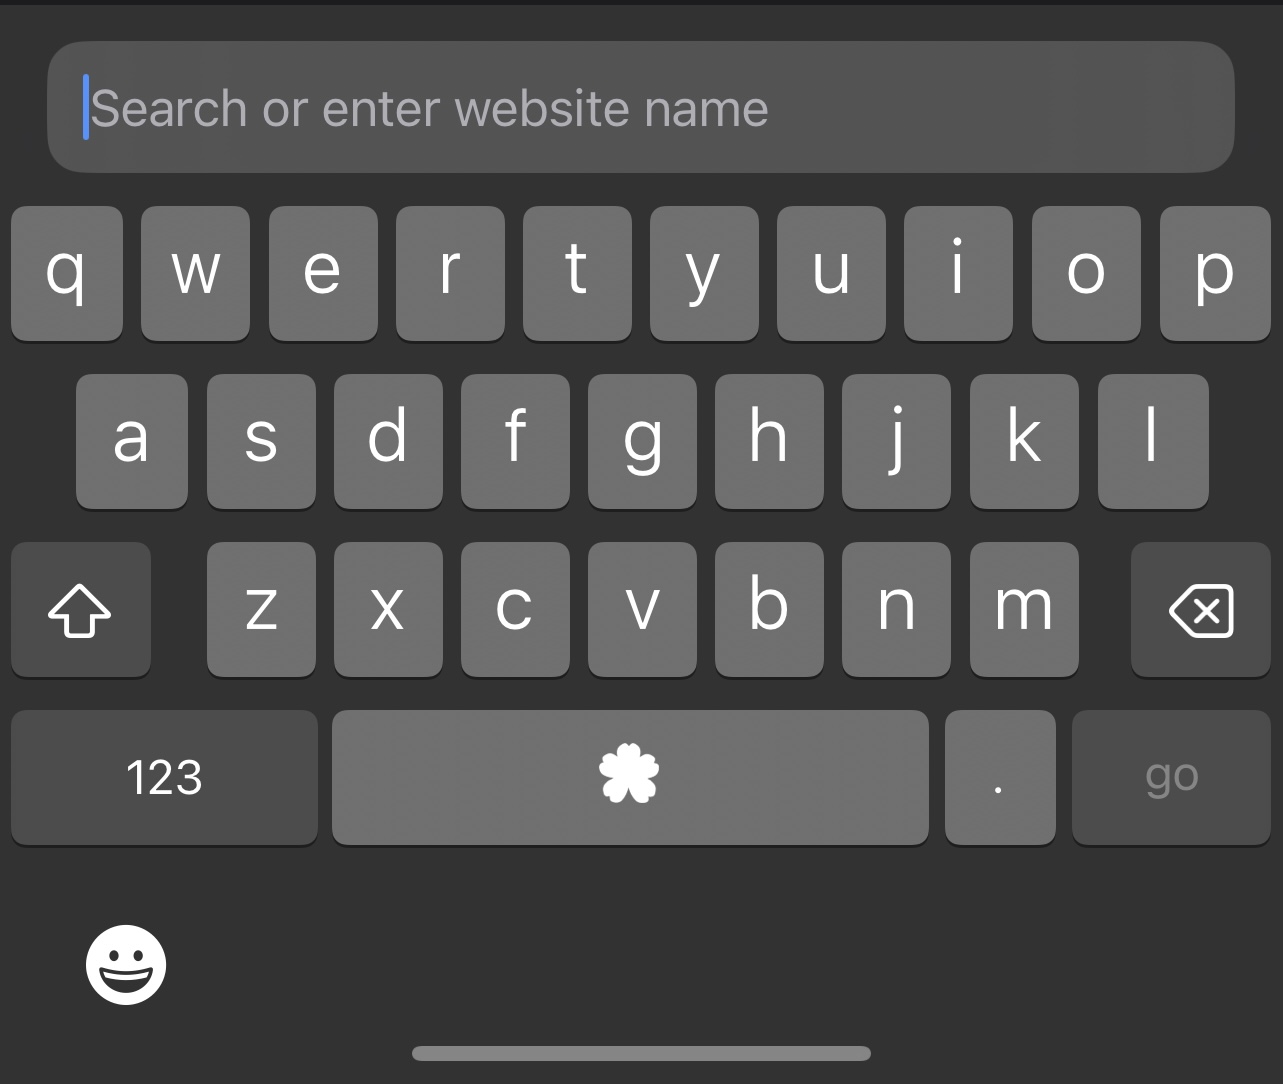 Search or enter website name
q w e r t y u i o p
a s d f g h j k l
z x c v b n m
123 . go